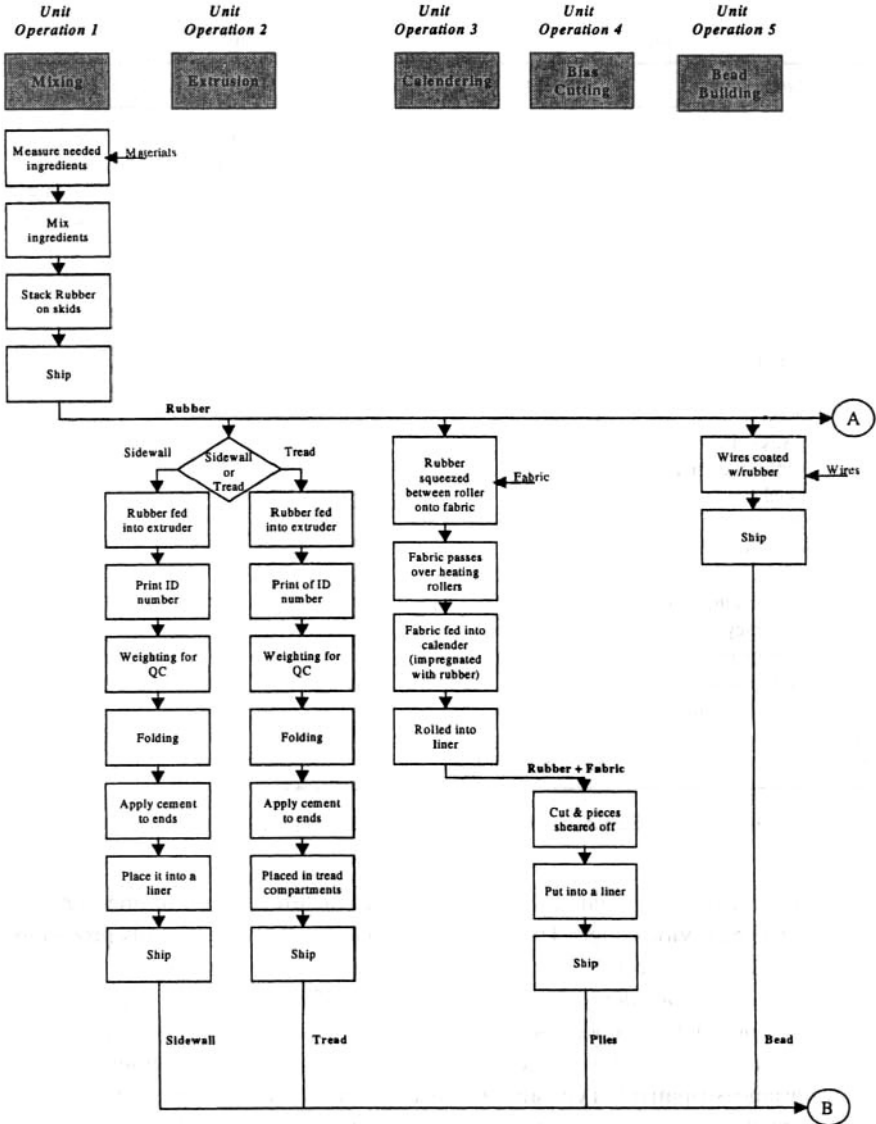 Unit
Operation 1
Unit
Operation 2
Unit
Operation 3
Unit
Operation 4
Unit
Operation 5
Mixing
Extrusion
Calendering
Bias
Cutting
Bead
Building
Measure needed
ingredients
Materials
Mix
ingredients
Stack Rubber
on skids
Ship
Rubber
A
Sidewall
Sidewall
or
Tread
Tread
Rubber fed
into extruder
Print ID
number
Weighting for
QC
Folding
Apply cement
to ends
Place it into a
liner
Ship
Rubber fed
into extruder
Print of ID
number
Weighting for
QC
Folding
Apply cement
to ends
Placed in tread
compartments
Ship
Rubber
squeezed
between roller
onto fabric
Fabric
Fabric passes
over heating
rollers
Fabric fed into
calender
(impregnated
with rubber)
Rolled into
liner
Rubber + Fabric
Cut & pieces
sheared off
Put into a liner
Ship
Wires coated
w/rubber
Wires
Ship
Sidewall
Tread
Plies
Bead
B